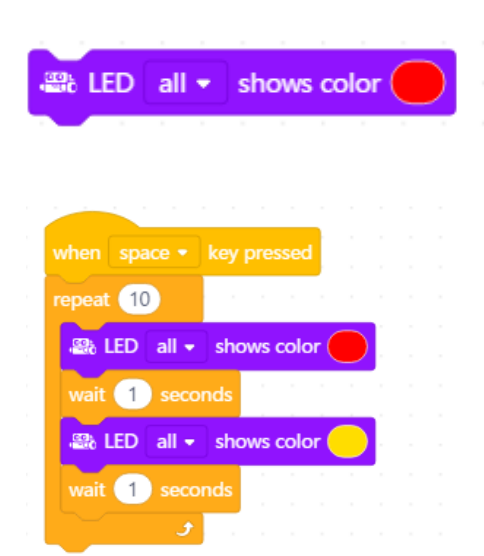 LED all shows color
when space key pressed
repeat 10
LED all shows color
wait 1 seconds
LED all shows color
wait 1 seconds